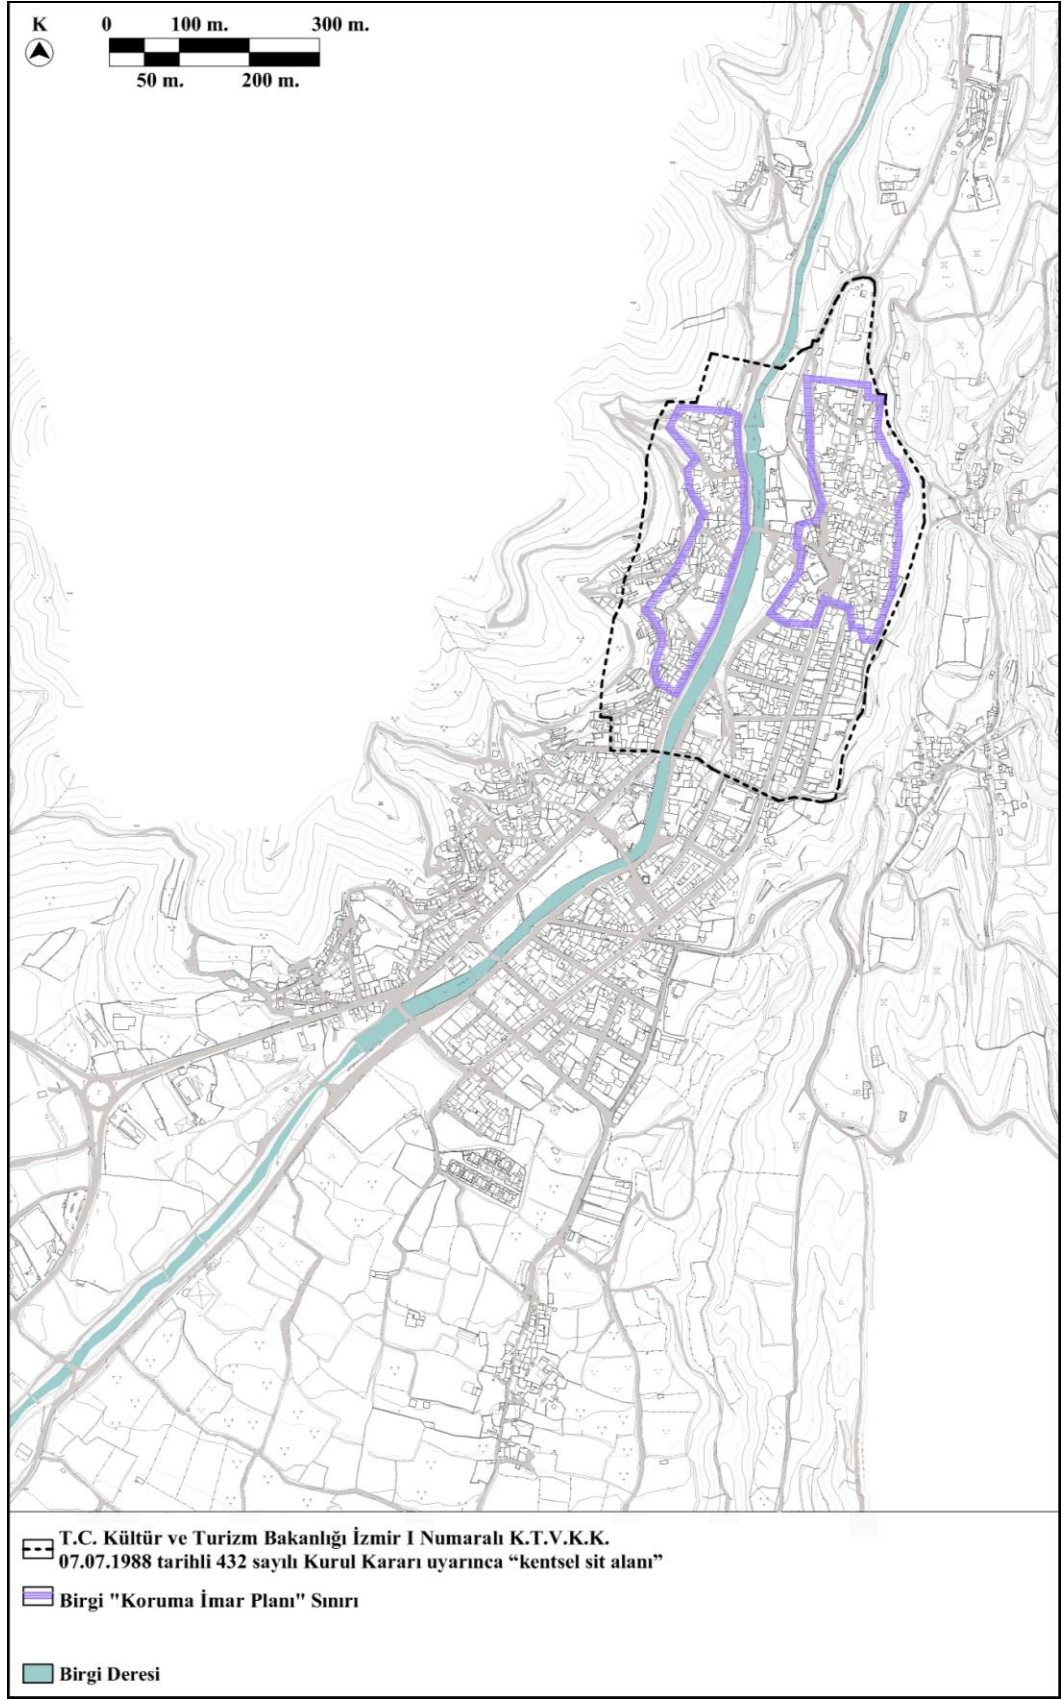 K
0 100 m. 300 m.
50 m. 200 m.
T.C. Kültür ve Turizm Bakanlığı İzmir I Numaralı K.T.V.K.K.
07.07.1988 tarihli 432 sayılı Kurul Kararı uyarınca “kentsel sit alanı”
Birgi "Koruma İmar Planı" Sınırı
Birgi Deresi